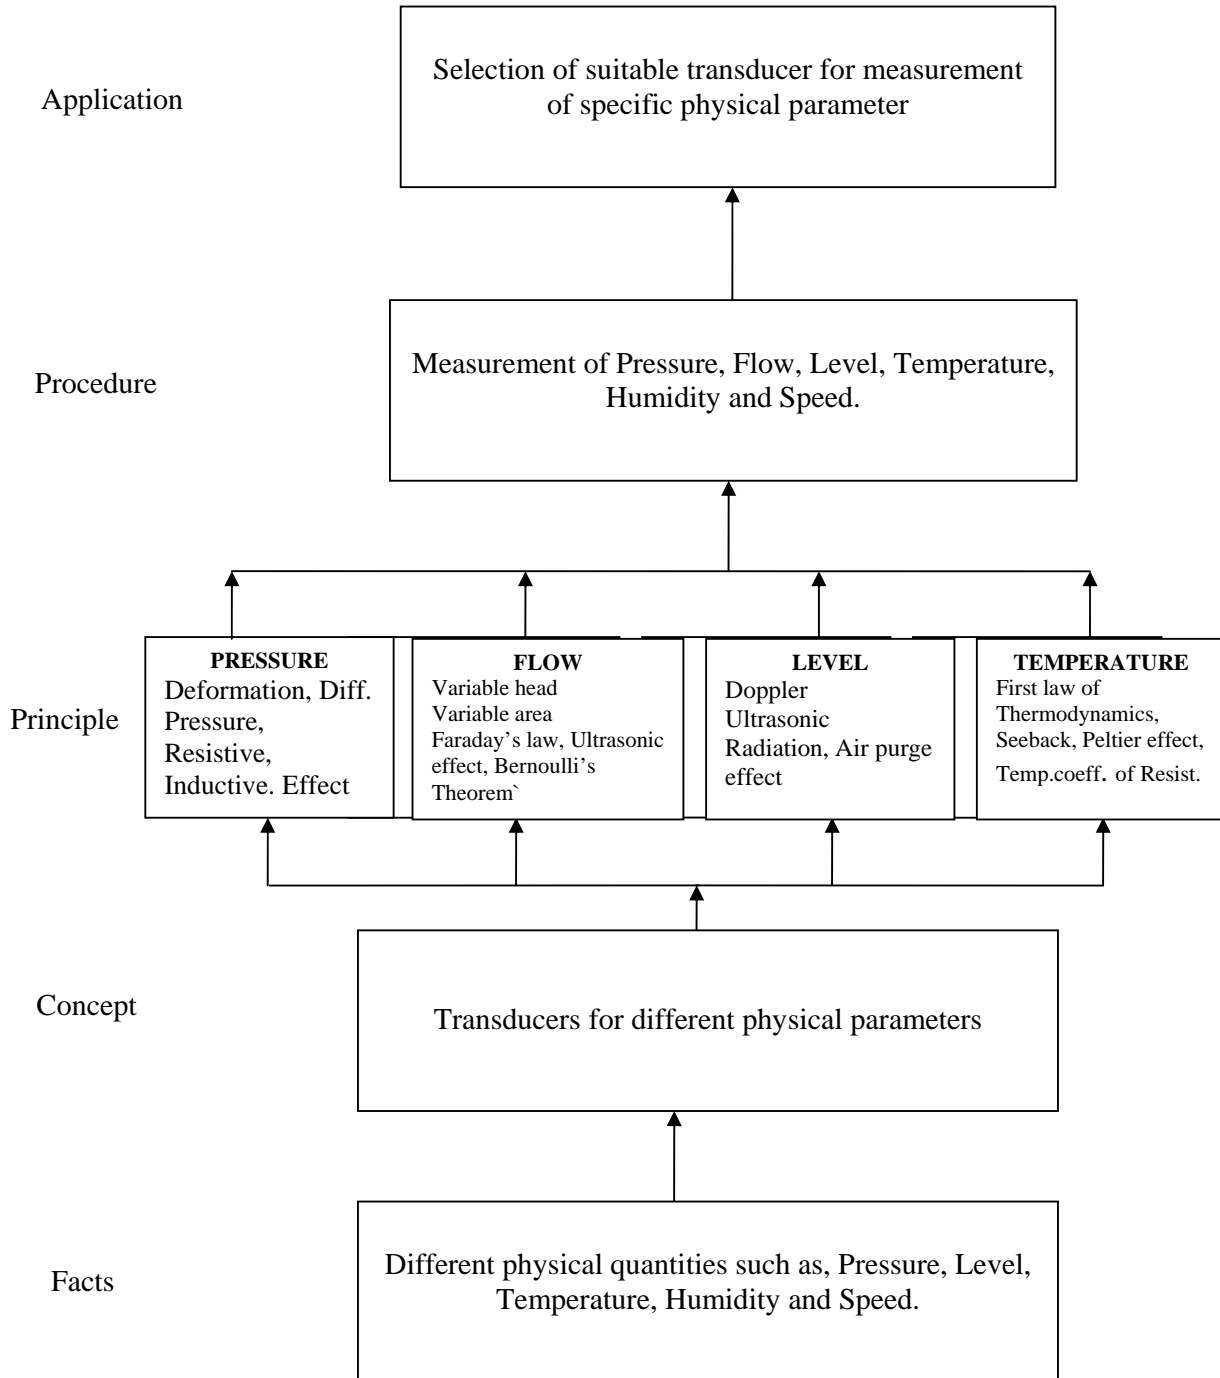 Selection of suitable transducer for measurement
of specific physical parameter
Application
Measurement of Pressure, Flow, Level, Temperature,
Humidity and Speed.
Procedure
PRESSURE
Deformation, Diff.
Pressure,
Resistive,
Inductive. Effect
FLOW
Variable head
Variable area
Faraday’s law, Ultrasonic
effect, Bernoulli’s
Theorem`
LEVEL
Doppler
Ultrasonic
Radiation, Air purge
effect
TEMPERATURE
First law of
Thermodynamics,
Seeback, Peltier effect,
Temp.coeff. of Resist.
Principle
Concept
Transducers for different physical parameters
Facts
Different physical quantities such as, Pressure, Level,
Temperature, Humidity and Speed.